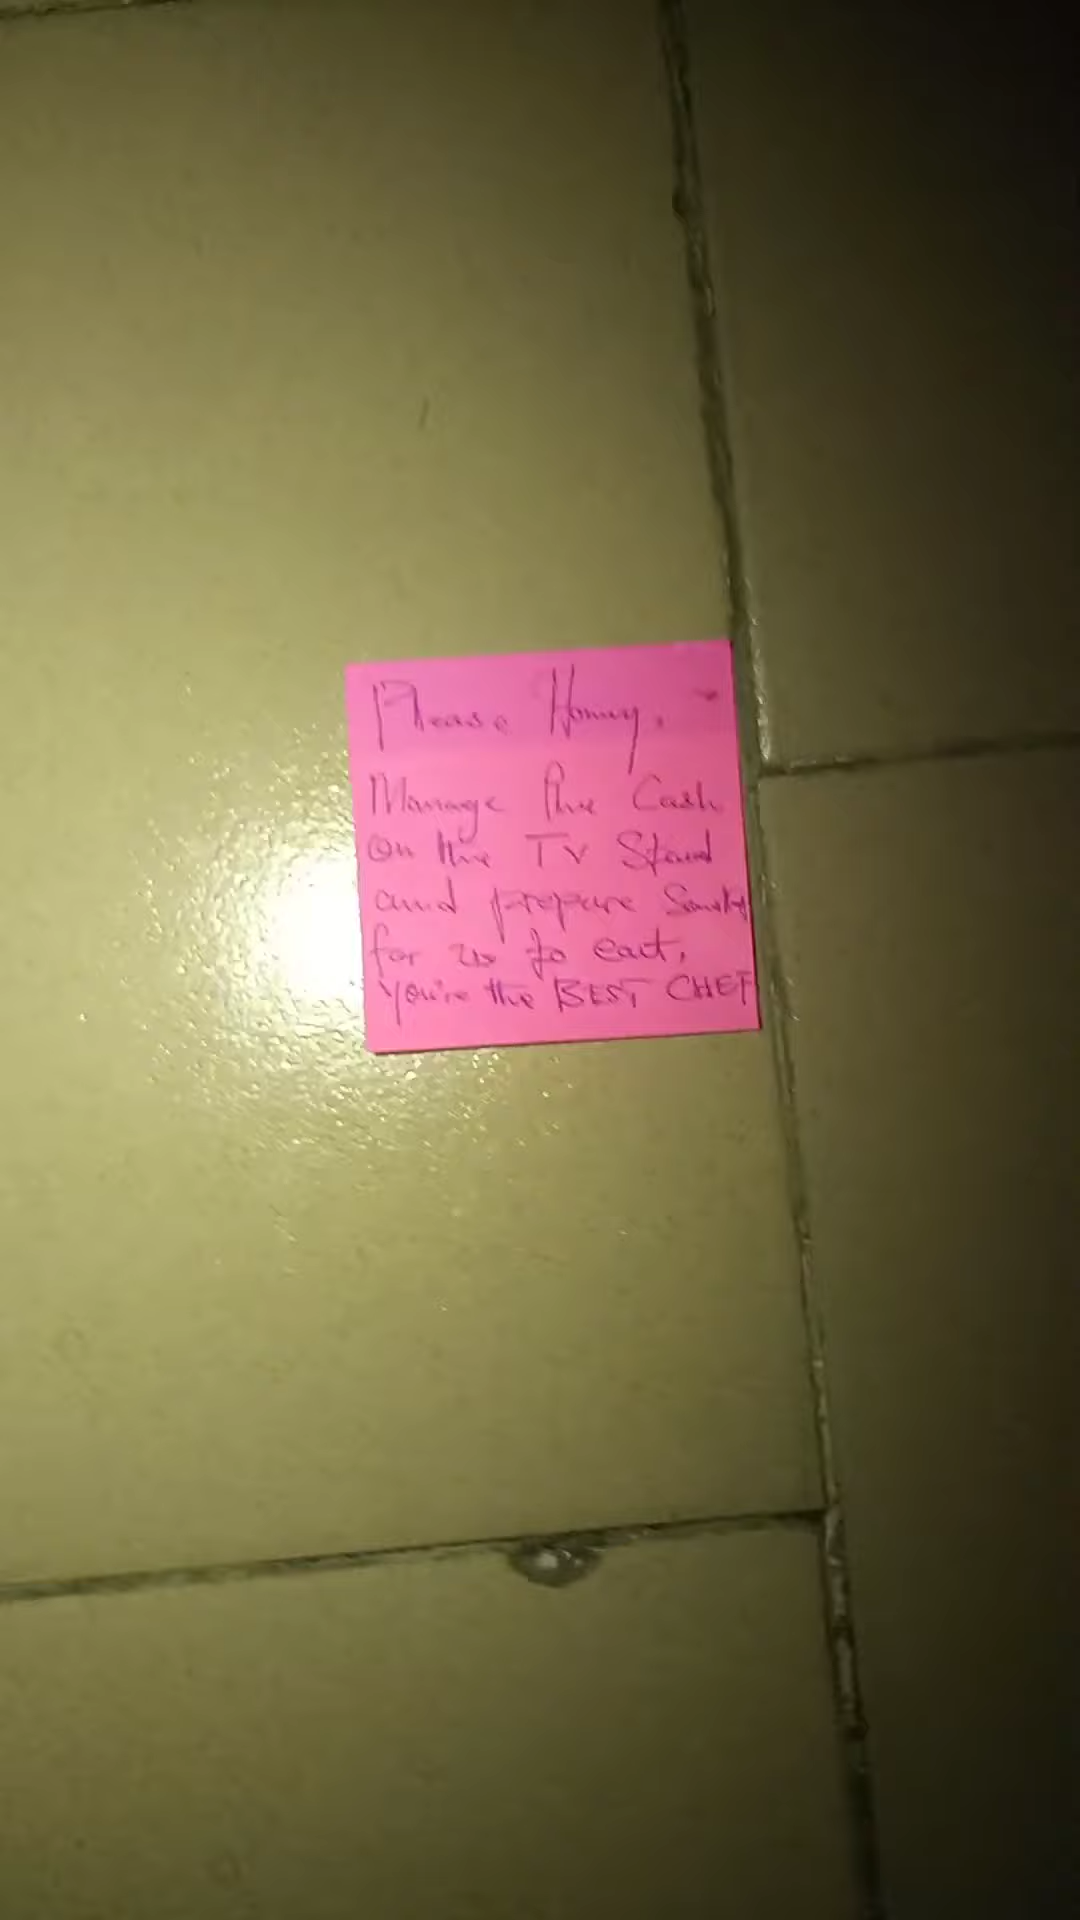 Please Honey,
Manage the Cash
on the TV Stand
and prepare
for us to eat,
You're the BEST CHEF